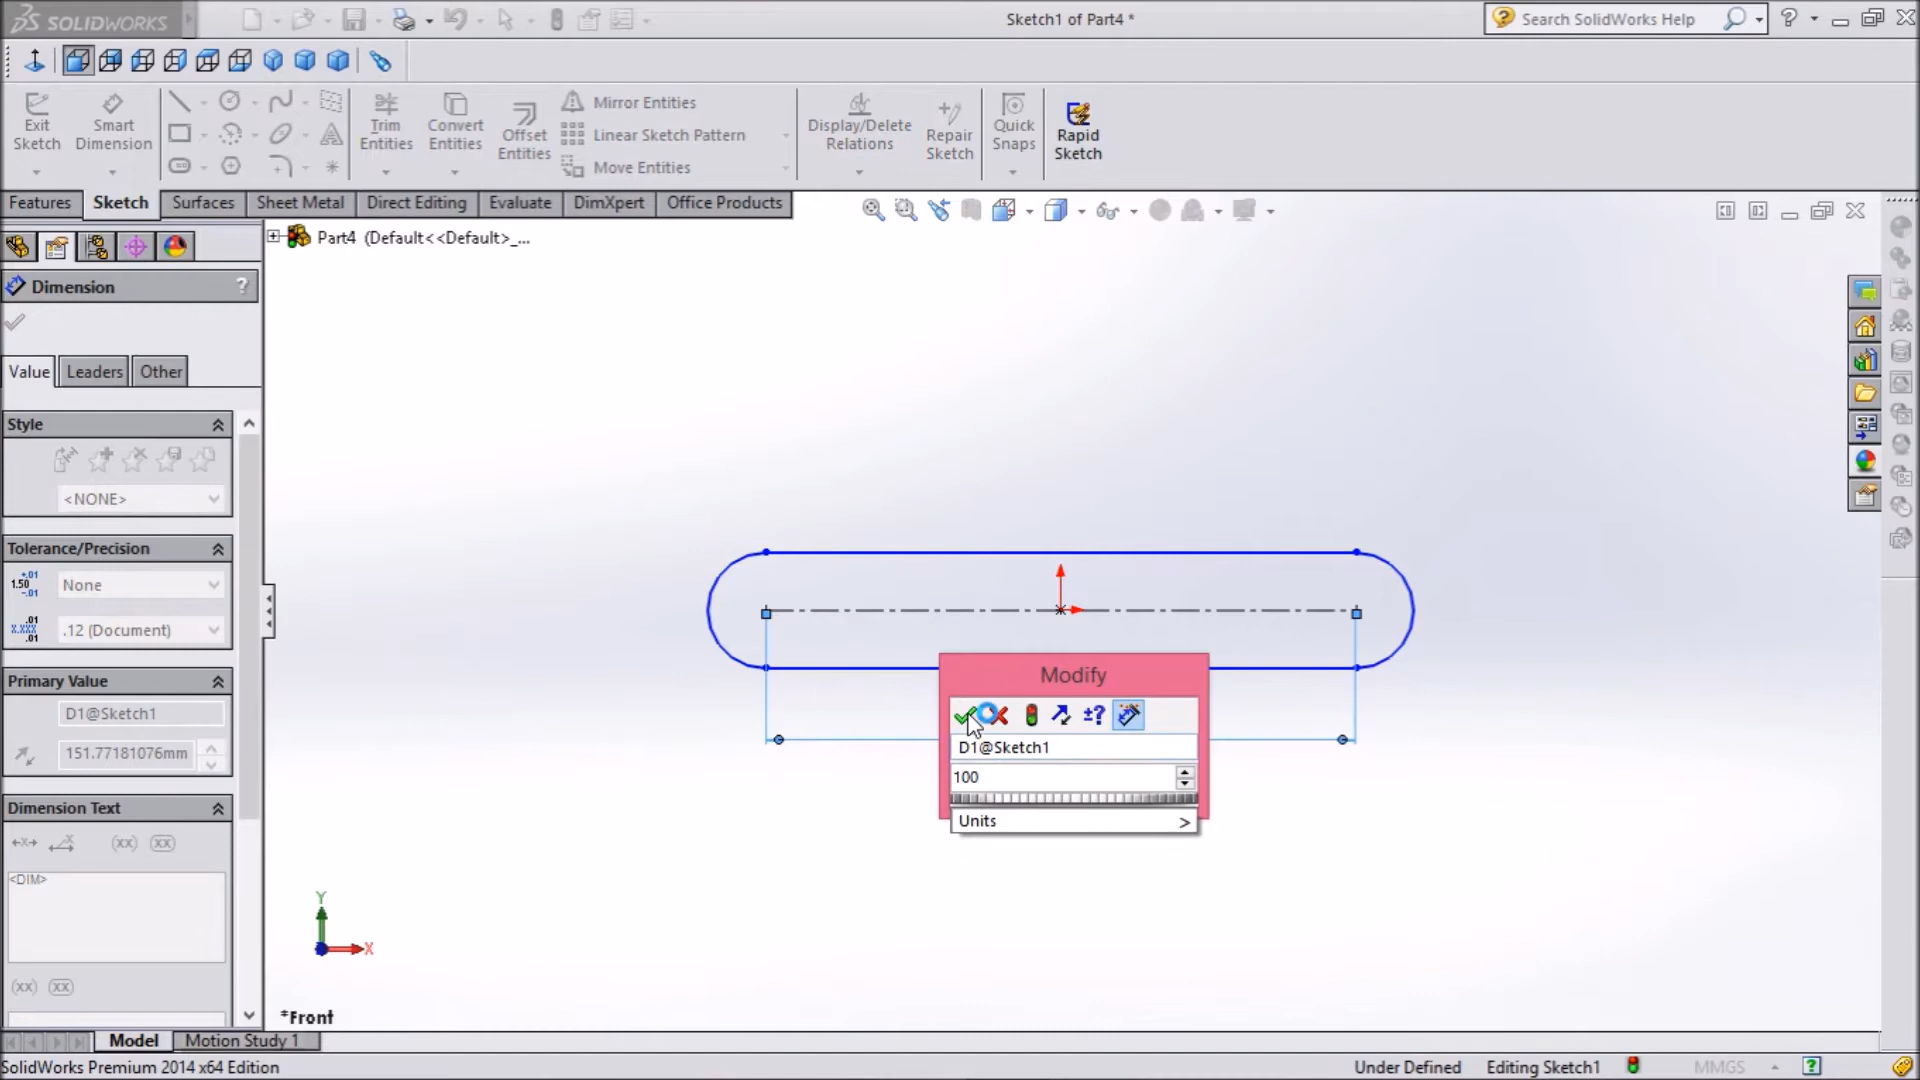 SOLIDWORKS
Sketch1 of Part4 *
Search SolidWorks Help
Exit Sketch
Smart Dimension
Trim Entities
Convert Entities
Offset Entities
Mirror Entities
Linear Sketch Pattern
Move Entities
Display/Delete Relations
Repair Sketch
Quick Snaps
Rapid Sketch
Features
Sketch
Surfaces
Sheet Metal
Direct Editing
Evaluate
DimXpert
Office Products
Part4 (Default<<Default>_...
Dimension
?
Value
Leaders
Other
Style
<NONE>
Tolerance/Precision
None
.12 (Document)
Primary Value
D1@Sketch1
151.77181076mm
Dimension Text
(xx)
(xx)
<DIM>
(xx)
(xx)
Modify
±?
D1@Sketch1
100
Units >
Y
X
*Front
Model
Motion Study 1
SolidWorks Premium 2014 x64 Edition
Under Defined
Editing Sketch1
MMGS
?